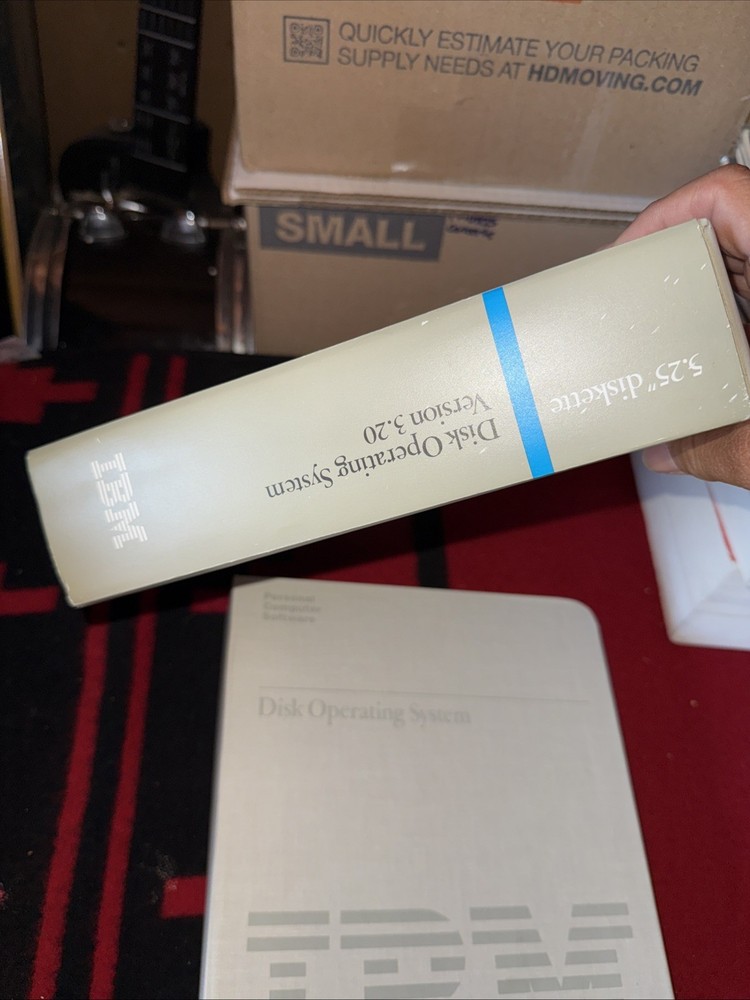 QUICKLY ESTIMATE YOUR PACKING
SUPPLY NEEDS AT HDMOVING.COM
SMALL
5.25" diskette
Disk Operating System
Version 3.20
IBM
Personal
Computer
Software
Disk Operating System
IBM